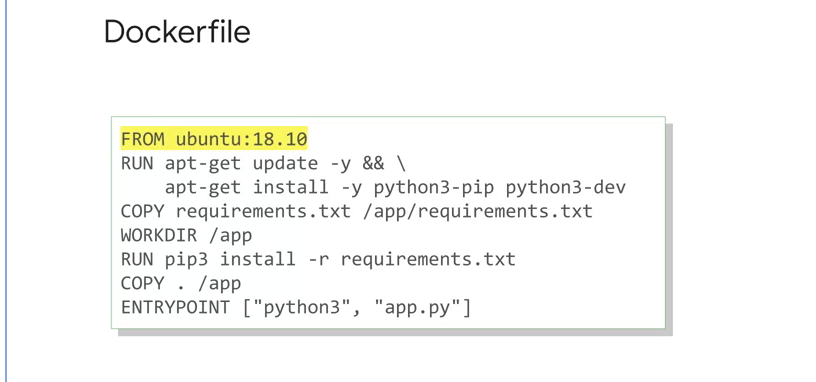 Dockerfile
FROM ubuntu:18.10
RUN apt-get update -y && \
    apt-get install -y python3-pip python3-dev
COPY requirements.txt /app/requirements.txt
WORKDIR /app
RUN pip3 install -r requirements.txt
COPY . /app
ENTRYPOINT ["python3", "app.py"]